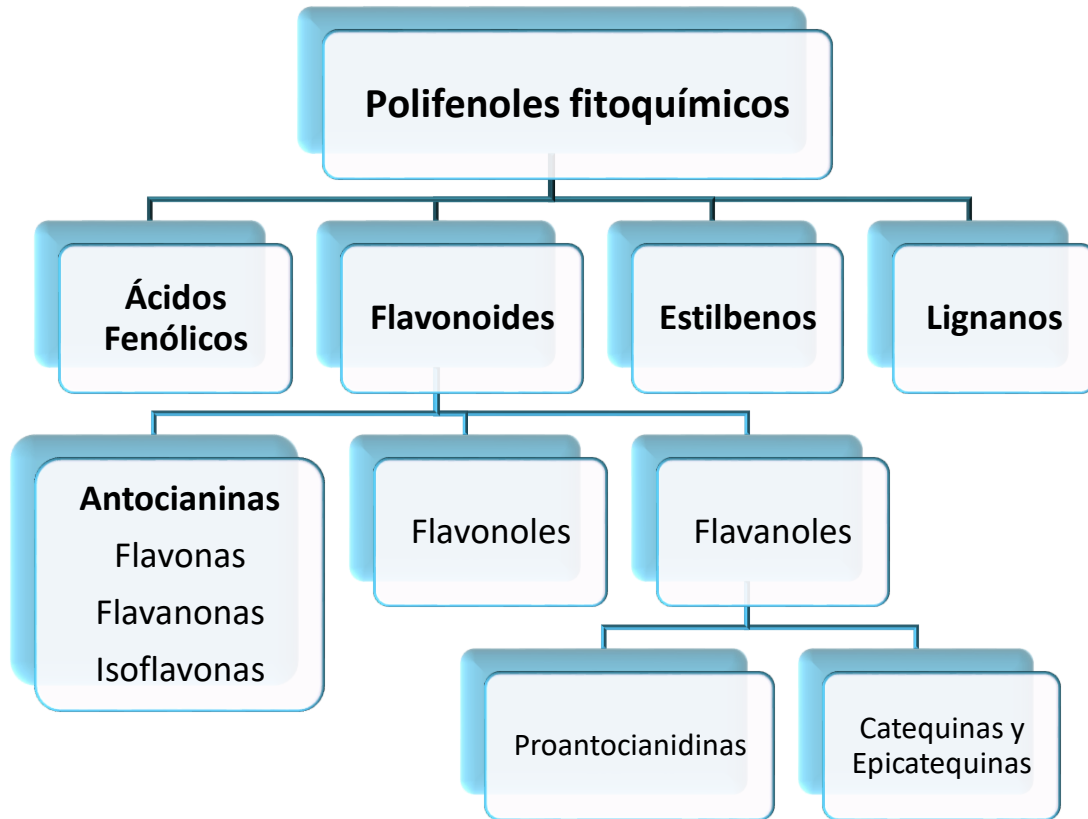 Polifenoles fitoquímicos
Ácidos
Fenólicos
Flavonoides
Estilbenos
Lignanos
Antocianinas
Flavonas
Flavanonas
Isoflavonas
Flavonoles
Flavanoles
Proantocianidinas
Catequinas y
Epicatequinas